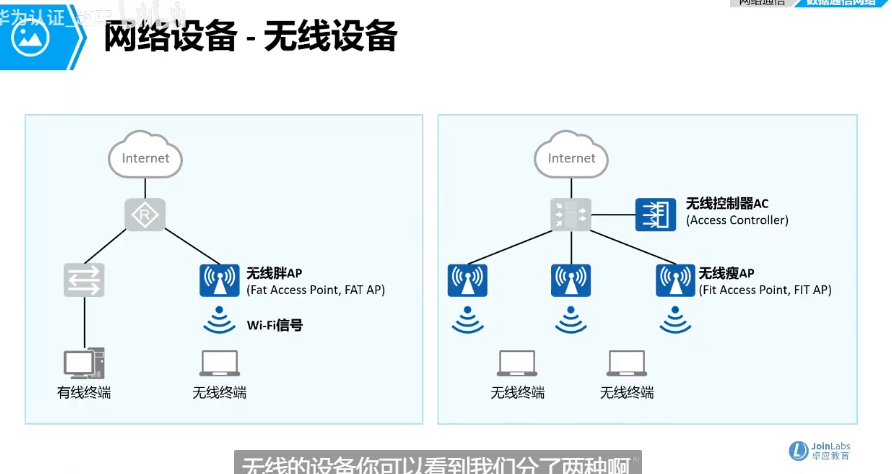 网络通信
数据通信网络
华为认证_
网络设备 - 无线设备
Internet
R
无线胖AP
(Fat Access Point, FAT AP)
Wi-Fi信号
有线终端
无线终端
Internet
无线控制器AC
(Access Controller)
无线瘦AP
(Fit Access Point, FIT AP)
无线终端
无线终端
JoinLabs
卓应教育
无线的设备你可以看到我们分了两种啊